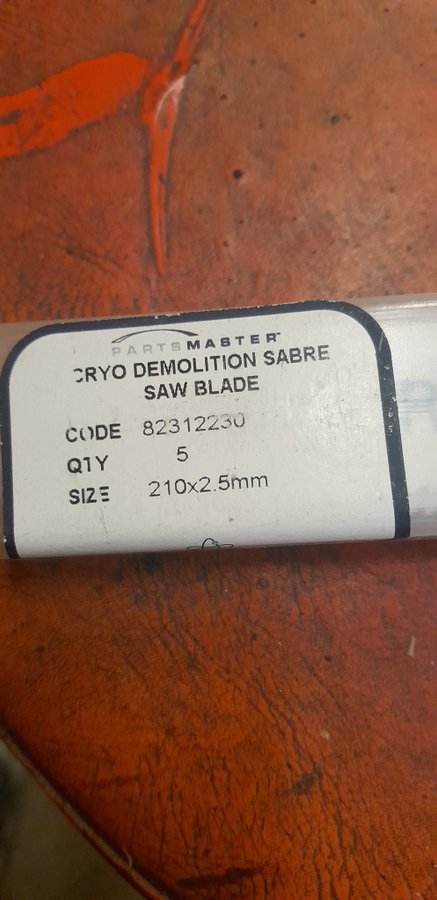 PARTSMASTER
CRYO DEMOLITION SABRE
SAW BLADE
CODE 82312230
QTY 5
SIZE 210x2.5mm